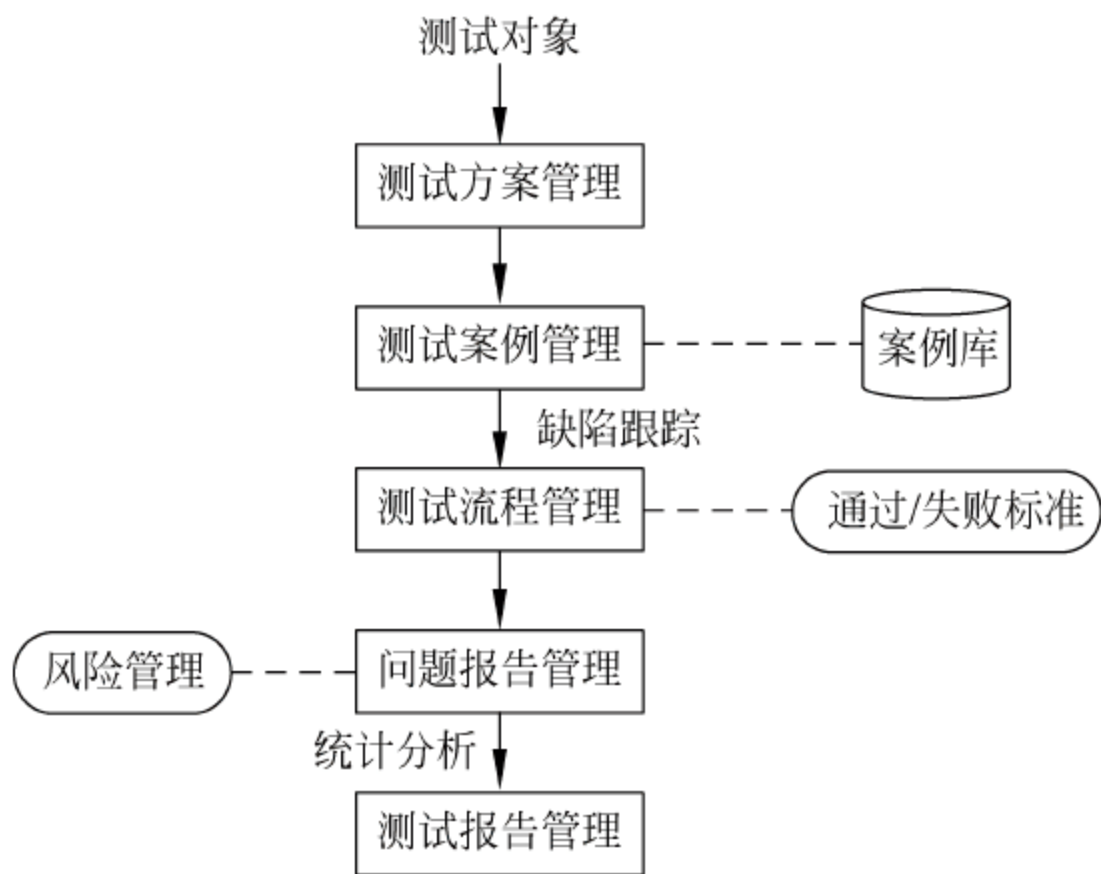 测试对象
测试方案管理
测试案例管理
案例库
缺陷跟踪
测试流程管理
通过/失败标准
风险管理
问题报告管理
统计分析
测试报告管理